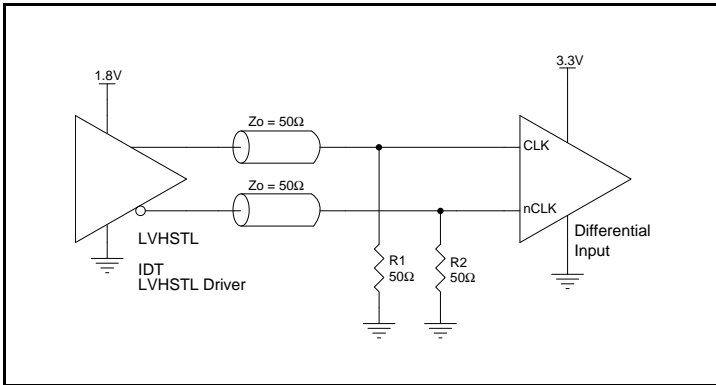 1.8V
3.3V
Zo = 50Ω
CLK
Zo = 50Ω
nCLK
LVHSTL
IDT
LVHSTL Driver
R1
50Ω
R2
50Ω
Differential
Input